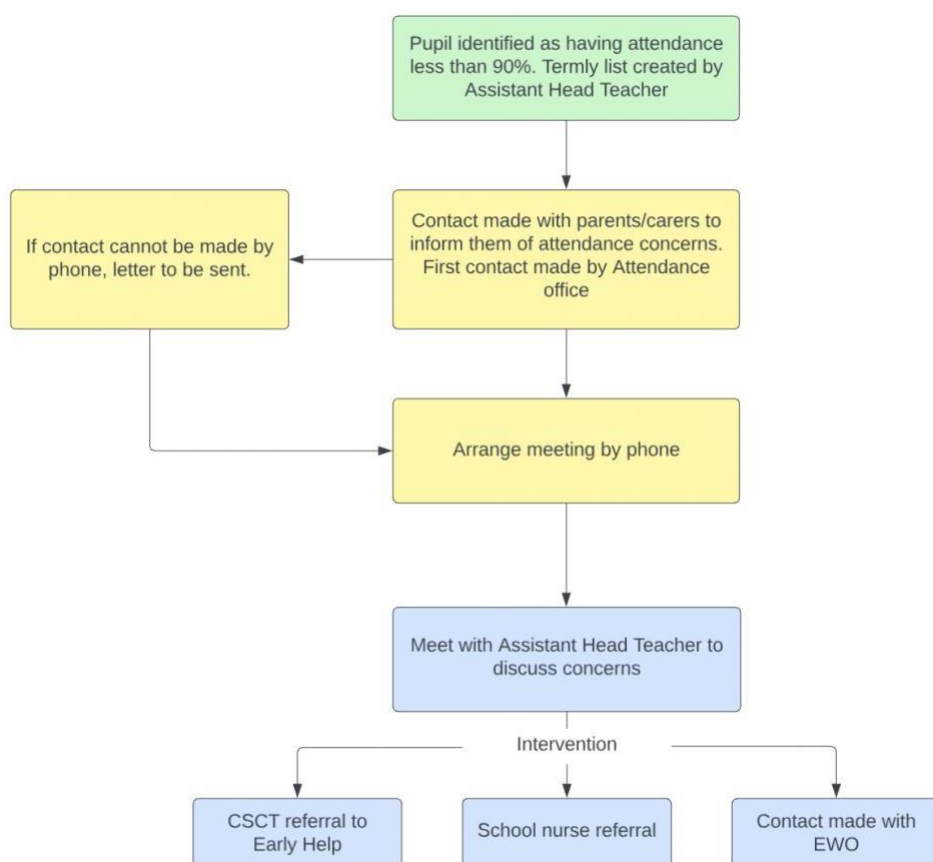 Pupil identified as having attendance
less than 90%. Termly list created by
Assistant Head Teacher
If contact cannot be made by
phone, letter to be sent.
Contact made with parents/carers to
inform them of attendance concerns.
First contact made by Attendance
office
Arrange meeting by phone
Meet with Assistant Head Teacher to
discuss concerns
Intervention
CSCT referral to
Early Help
School nurse referral
Contact made with
EWO